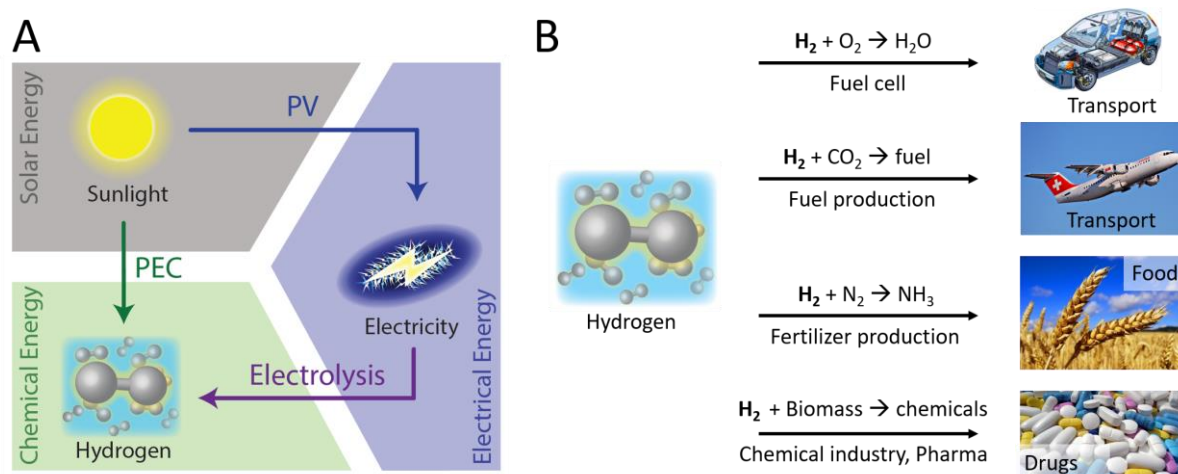 A
Solar Energy
Sunlight
PV
PEC
Chemical Energy
Hydrogen
Electricity
Electrolysis
Electrical Energy
B
Hydrogen
H₂ + O₂ → H₂O
Fuel cell
Transport
H₂ + CO₂ → fuel
Fuel production
Transport
H₂ + N₂ → NH₃
Fertilizer production
Food
H₂ + Biomass → chemicals
Chemical industry, Pharma
Drugs